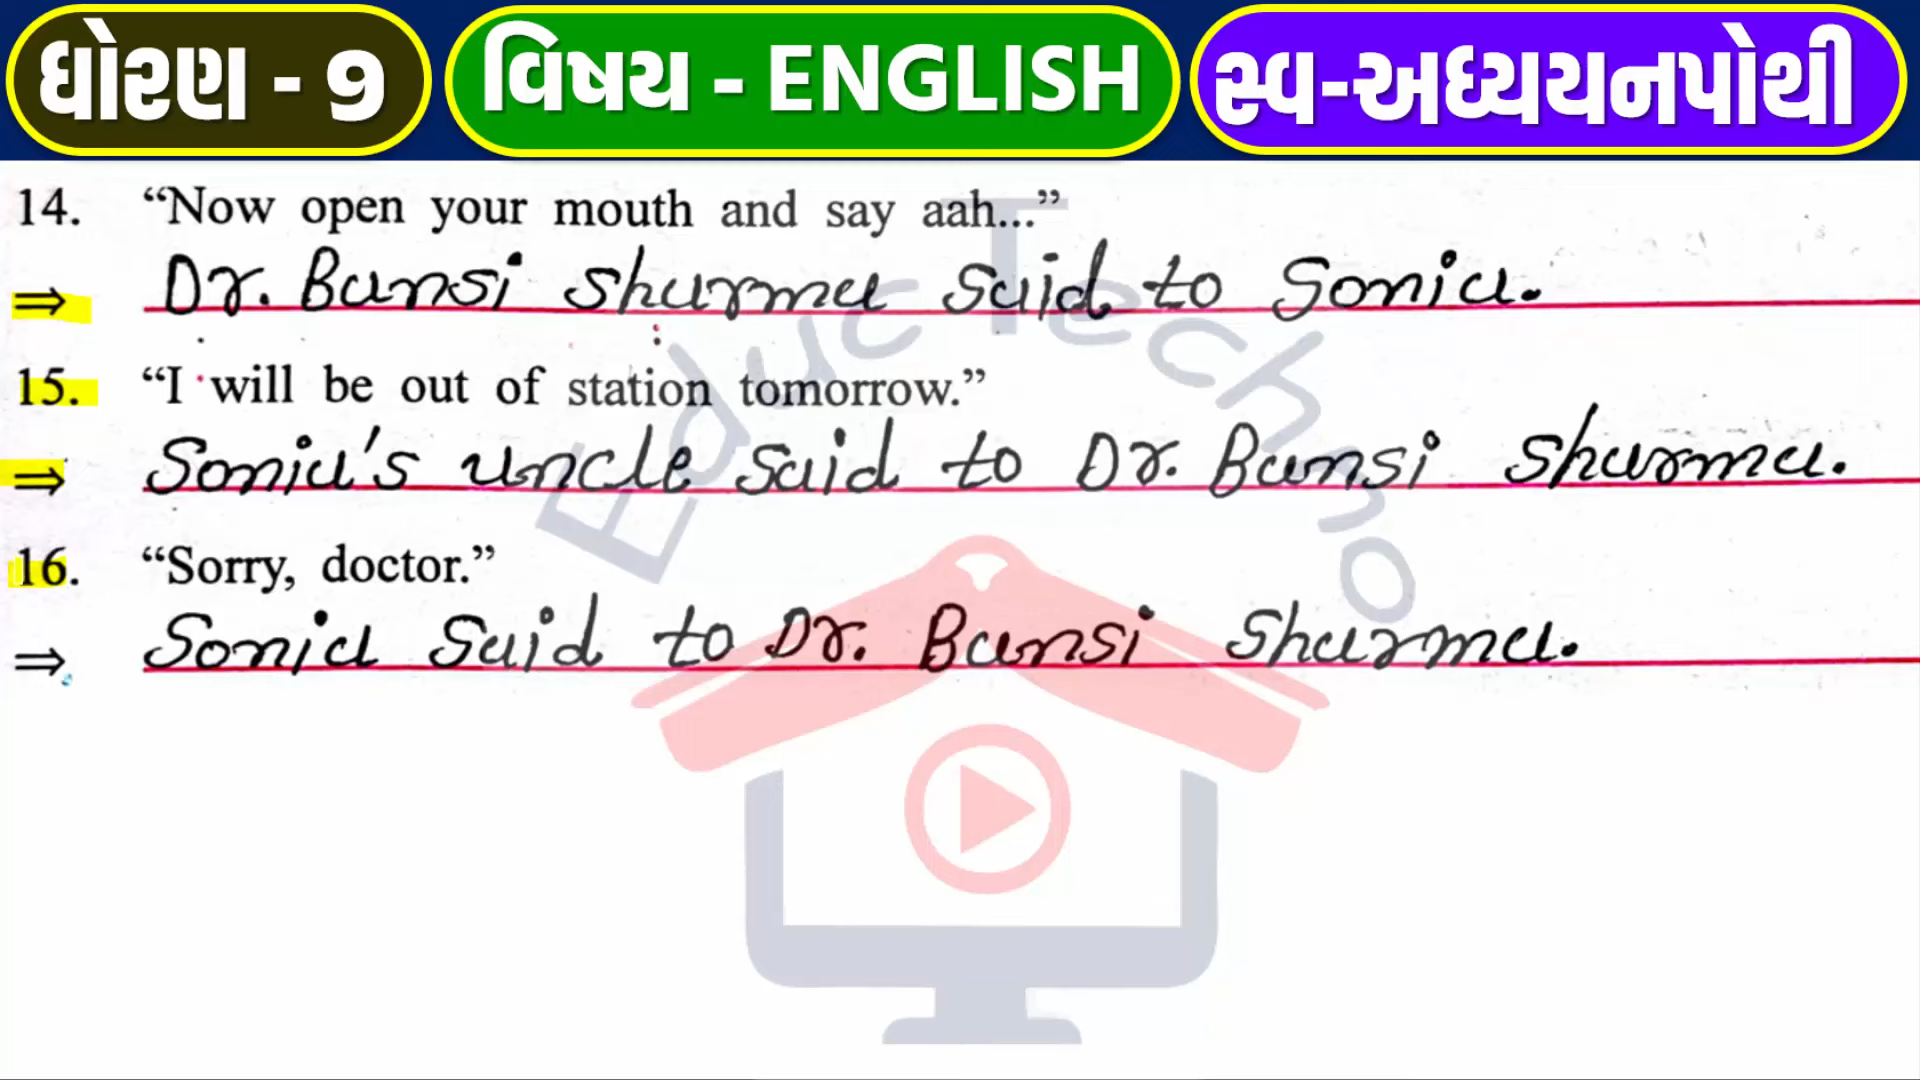 ધોરણ - 9 વિષય - ENGLISH સ્વ-અધ્યયનપોથી
14. “Now open your mouth and say aah...”
⇒ Dr. Bansi Sharma Said to Sonia.
15. “I will be out of station tomorrow.”
⇒ Sonia's uncle Said to Dr. Bansi Sharma.
16. “Sorry, doctor.”
⇒ Sonia Said to Dr. Bansi Sharma.
Educ Techno